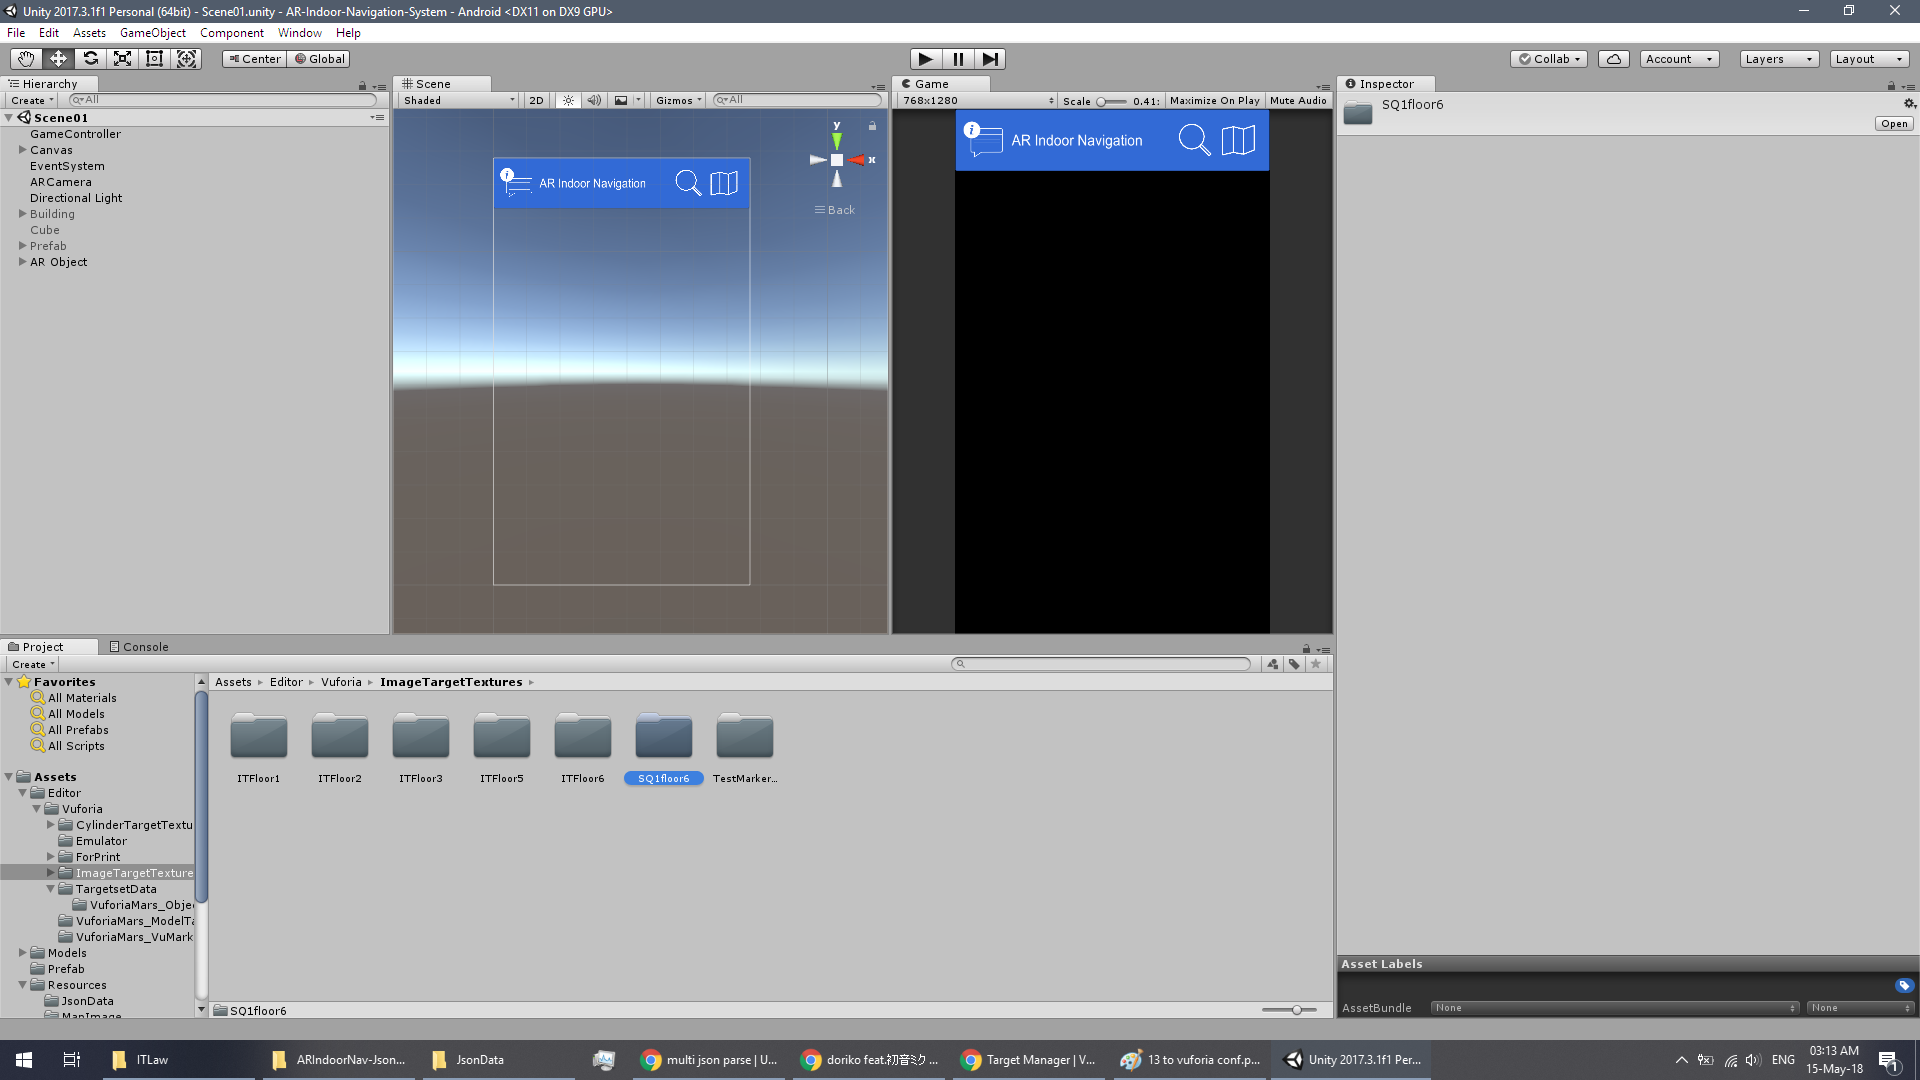 Unity 2017.3.1f1 Personal (64bit) - Scene01.unity - AR-Indoor-Navigation-System - Android <DX11 on DX9 GPU>
File Edit Assets GameObject Component Window Help
Center Global Collab Account Layers Layout
Hierarchy
Create All
Scene01
GameController
Canvas
EventSystem
ARCamera
Directional Light
Building
Cube
Prefab
AR Object
Scene
Shaded 2D Gizmos All
y
x
Back
AR Indoor Navigation
Game
768x1280 Scale 0.41: Maximize On Play Mute Audio
AR Indoor Navigation
Inspector
SQ1floor6
Open
Project Console
Create
Favorites
All Materials
All Models
All Prefabs
All Scripts
Assets
Editor
Vuforia
CylinderTargetTextu
Emulator
ForPrint
ImageTargetTexture
TargetsetData
VuforiaMars_Obje
VuforiaMars_ModelTa
VuforiaMars_VuMark
Models
Prefab
Resources
JsonData
MapImage
Assets Editor Vuforia ImageTargetTextures
ITFloor1 ITFloor2 ITFloor3 ITFloor5 ITFloor6 SQ1floor6 TestMarker...
SQ1floor6
Asset Labels
AssetBundle None None
ITLaw ARIndoorNav-Json... JsonData multi json parse | U... doriko feat.初音ミク ... Target Manager | V... 13 to vuforia conf.p... Unity 2017.3.1f1 Per... ENG
03:13 AM
15-May-18
1